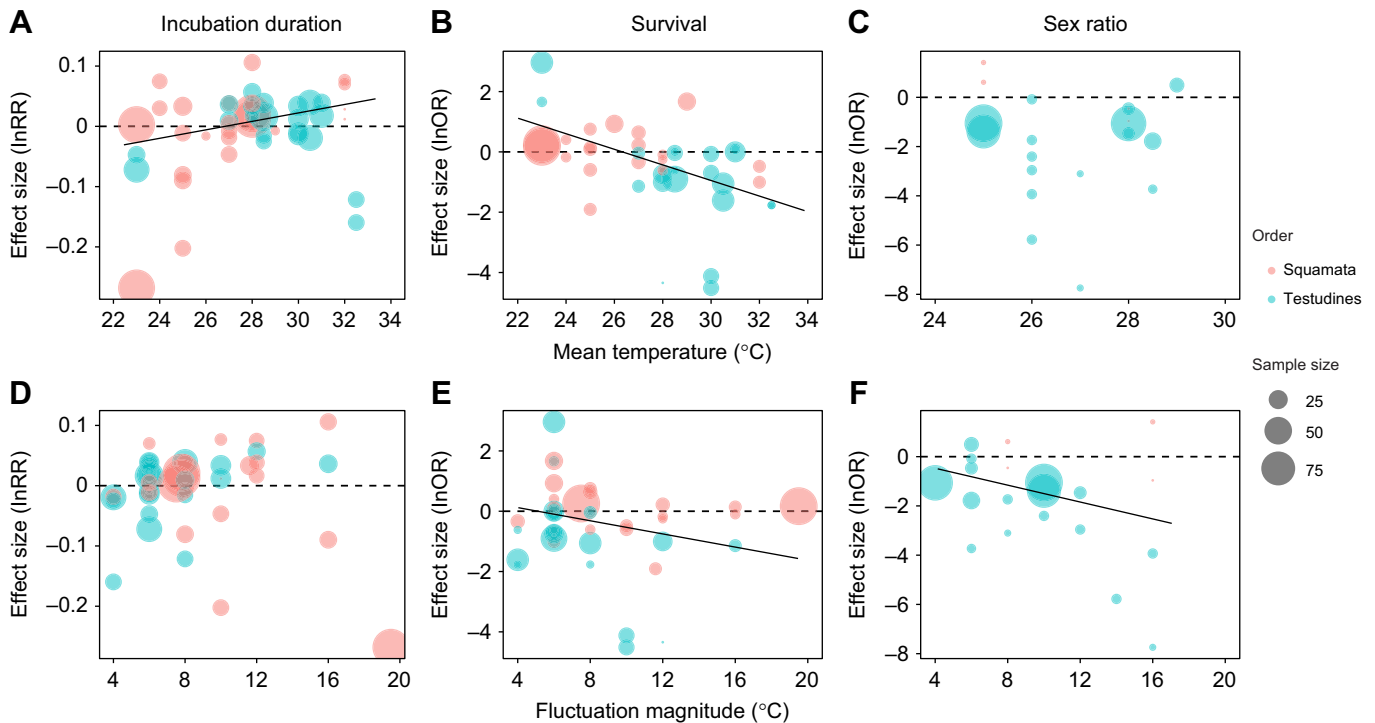 A Incubation duration B Survival C Sex ratio
Effect size (lnRR)
0.1
0
–0.1
–0.2
22 24 26 28 30 32 34
Effect size (lnOR)
2
0
–2
–4
22 24 26 28 30 32 34
Mean temperature (°C)
Effect size (lnOR)
0
–2
–4
–6
–8
24 26 28 30
Order
Squamata
Testudines
Sample size
25
50
75
D E F
Effect size (lnRR)
0.1
0
–0.1
–0.2
4 8 12 16 20
Effect size (lnOR)
2
0
–2
–4
4 8 12 16 20
Fluctuation magnitude (°C)
Effect size (lnOR)
0
–2
–4
–6
–8
4 8 12 16 20